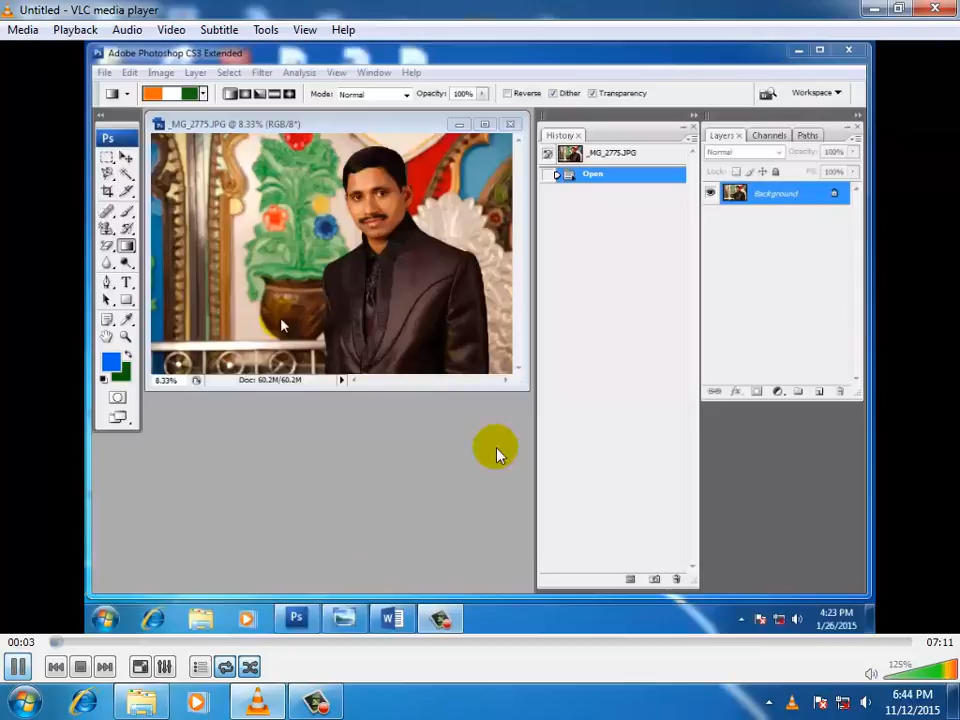 Untitled - VLC media player
Media Playback Audio Video Subtitle Tools View Help
Adobe Photoshop CS3 Extended
File Edit Image Layer Select Filter Analysis View Window Help
Mode: Normal Opacity: 100% Reverse Dither Transparency Workspace
Ps
_MG_2775.JPG @ 8.33% (RGB/8*)
History
_MG_2775.JPG
Open
Layers Channels Paths
Normal Opacity: 100%
Lock: Fill: 100%
Background
8.33% Doc: 60.2M/60.2M
Ps
4:23 PM
1/26/2015
00:03 07:11
125%
6:44 PM
11/12/2015